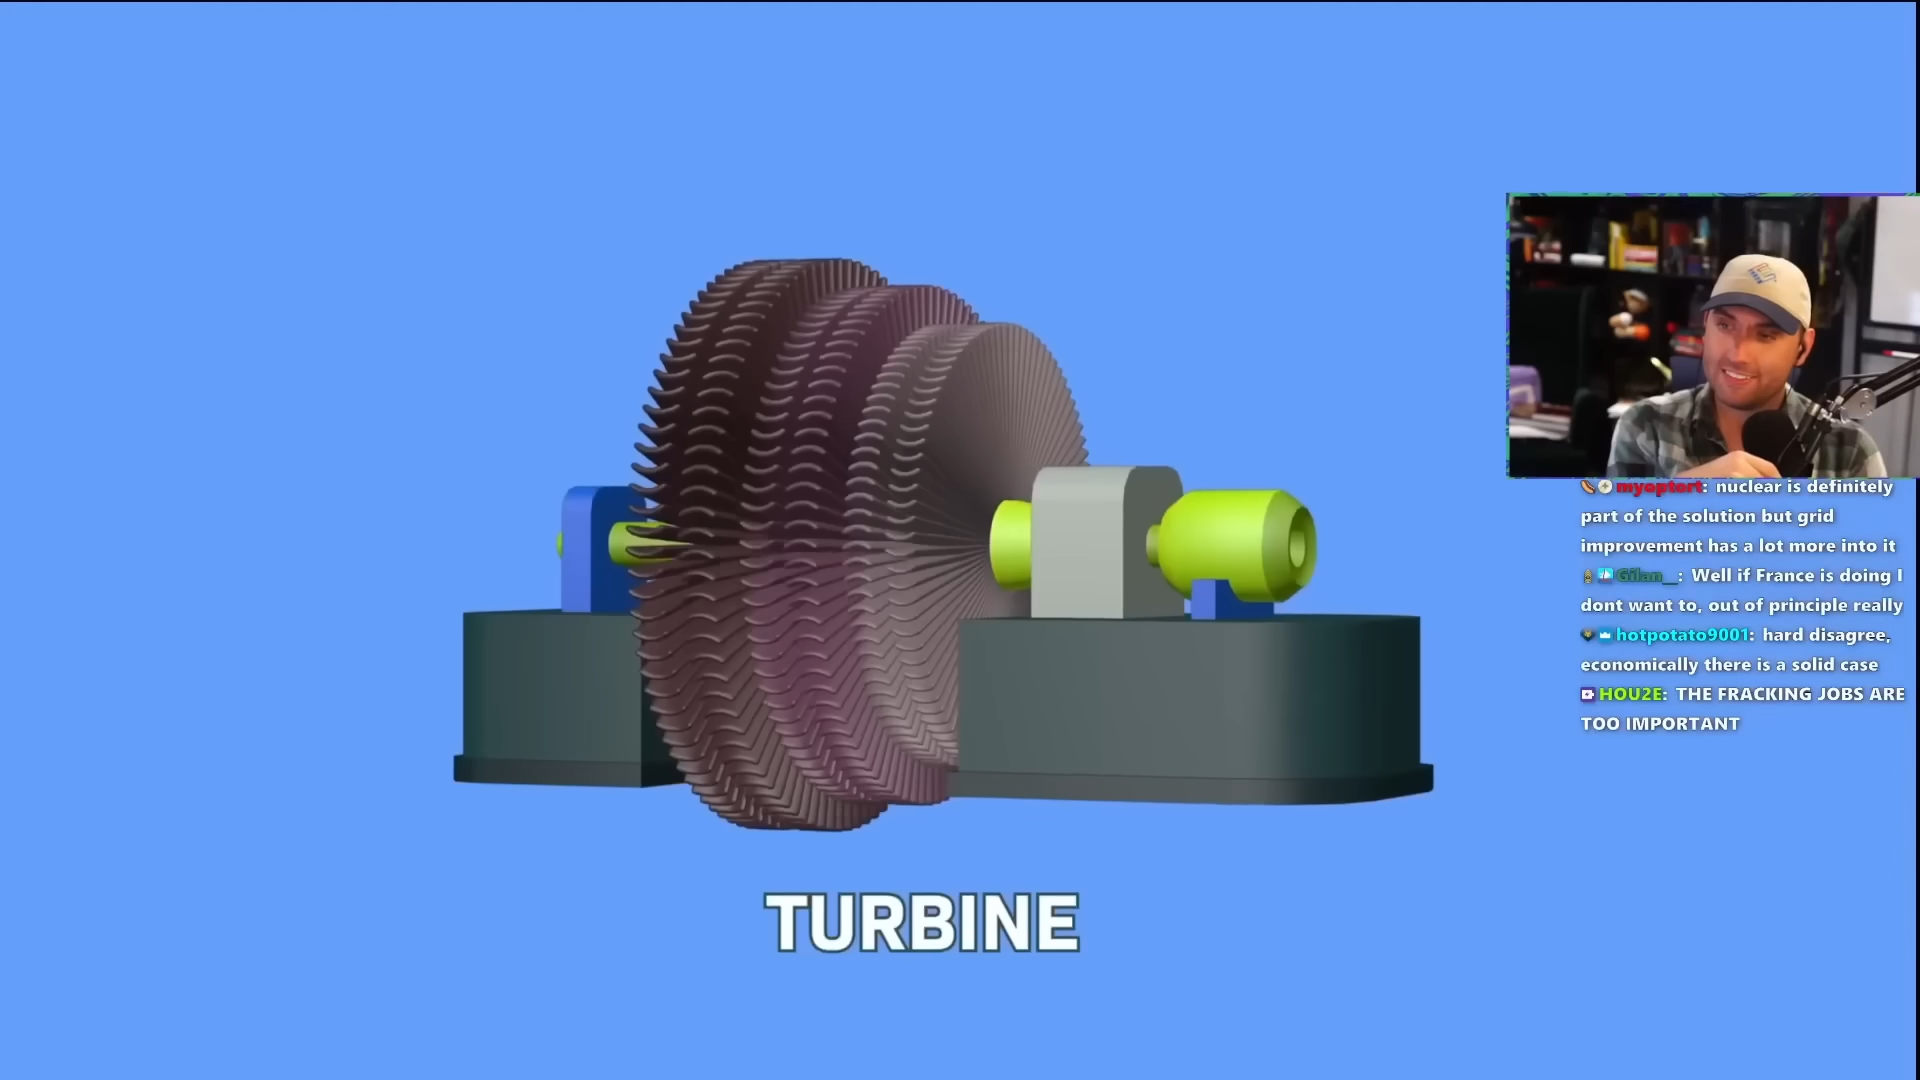 myoptort: nuclear is definitely
part of the solution but grid
improvement has a lot more into it
Gilan__: Well if France is doing I
dont want to, out of principle really
hotpotato9001: hard disagree,
economically there is a solid case
HOU2E: THE FRACKING JOBS ARE
TOO IMPORTANT
TURBINE